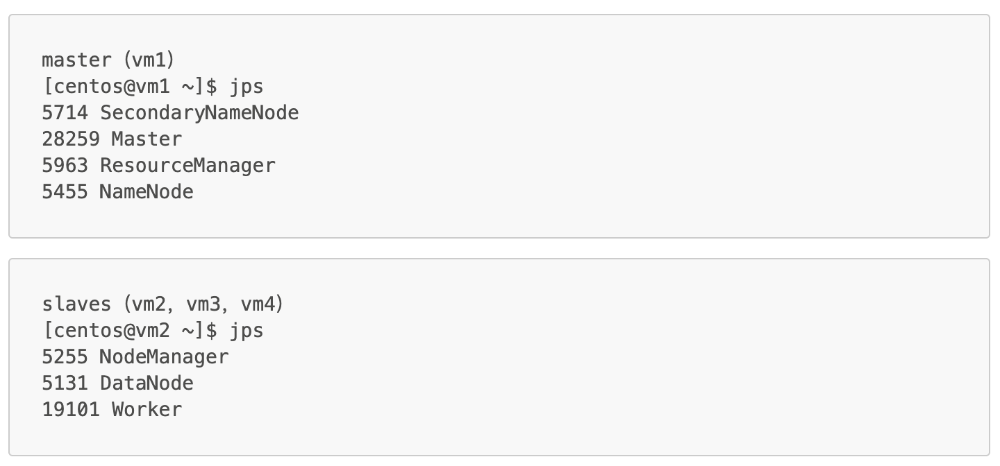 master (vm1)
[centos@vm1 ~]$ jps
5714 SecondaryNameNode
28259 Master
5963 ResourceManager
5455 NameNode
slaves (vm2, vm3, vm4)
[centos@vm2 ~]$ jps
5255 NodeManager
5131 DataNode
19101 Worker